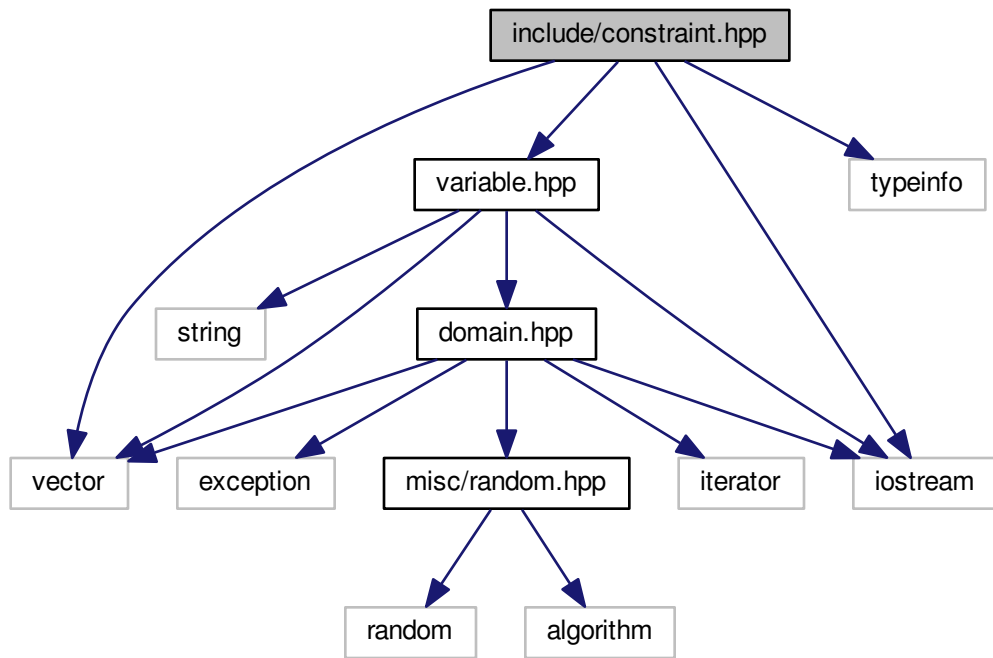 include/constraint.hpp
variable.hpp
typeinfo
string
domain.hpp
vector
exception
misc/random.hpp
iterator
iostream
random
algorithm